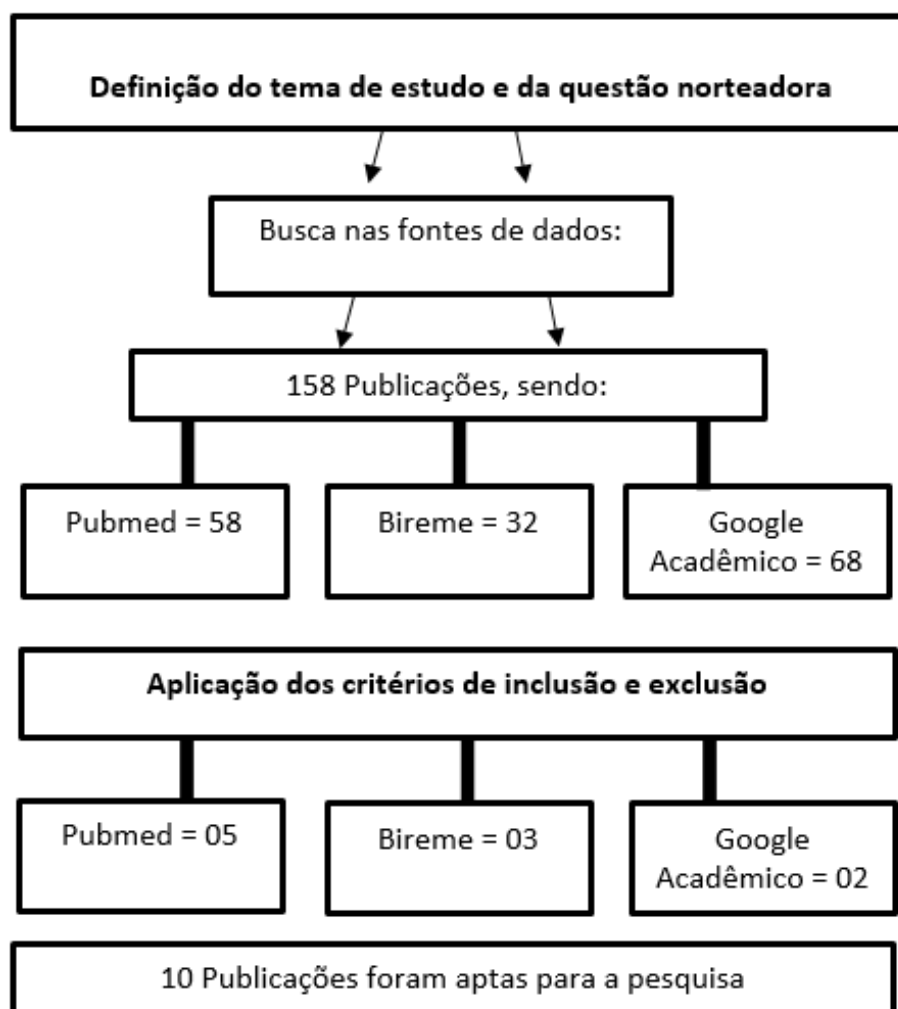 Definição do tema de estudo e da questão norteadora
Busca nas fontes de dados:
158 Publicações, sendo:
Pubmed = 58
Bireme = 32
Google
Acadêmico = 68
Aplicação dos critérios de inclusão e exclusão
Pubmed = 05
Bireme = 03
Google
Acadêmico = 02
10 Publicações foram aptas para a pesquisa